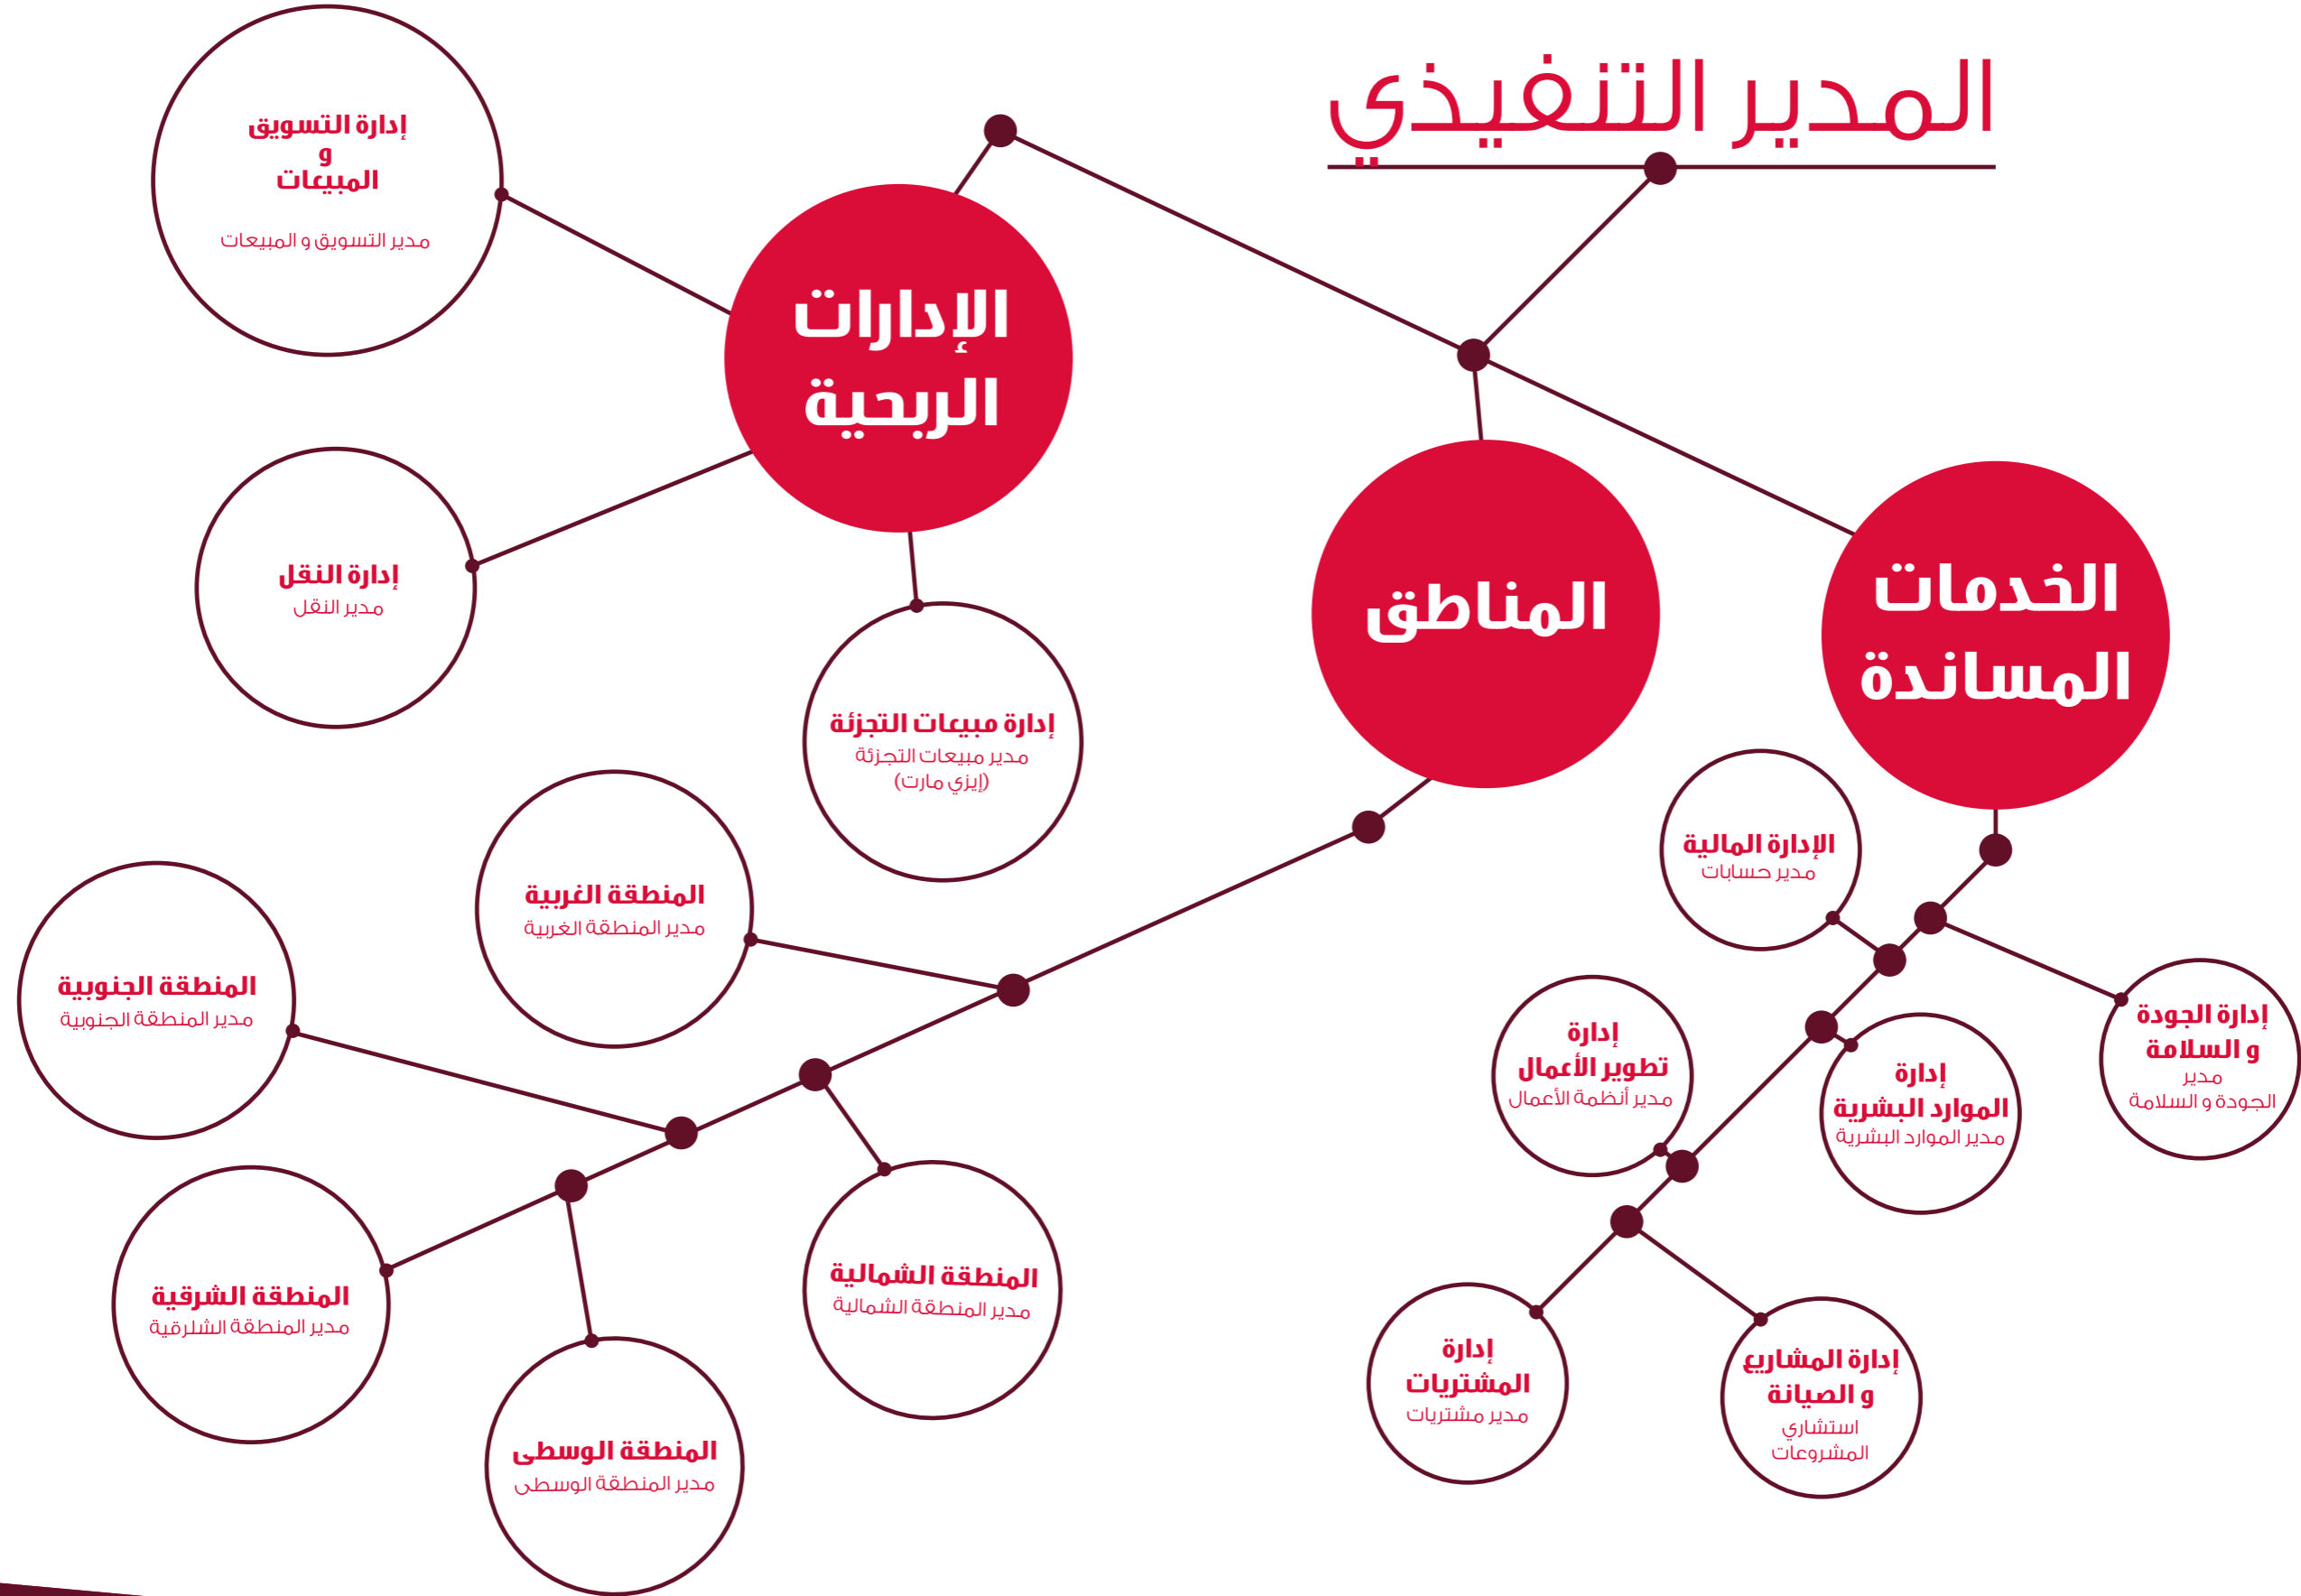 المدير التنفيذي
الإدارات
الربحية
المناطق
الخدمات
المساندة
إدارة التسويق
و
المبيعات
مدير التسويق و المبيعات
إدارة النقل
مدير النقل
إدارة مبيعات التجزئة
مدير مبيعات التجزئة
(إيزي مارت)
المنطقة الغربية
مدير المنطقة الغربية
المنطقة الجنوبية
مدير المنطقة الجنوبية
المنطقة الشمالية
مدير المنطقة الشمالية
المنطقة الشرقية
مدير المنطقة الشلرقية
المنطقة الوسطى
مدير المنطقة الوسطى
الإدارة المالية
مدير حسابات
إدارة الجودة
و السلامة
مدير
الجودة و السلامة
إدارة
الموارد البشرية
مدير الموارد البشرية
إدارة
تطوير الأعمال
مدير أنظمة الأعمال
إدارة
المشتريات
مدير مشتريات
إدارة المشاريع
و الصيانة
استشاري
المشروعات